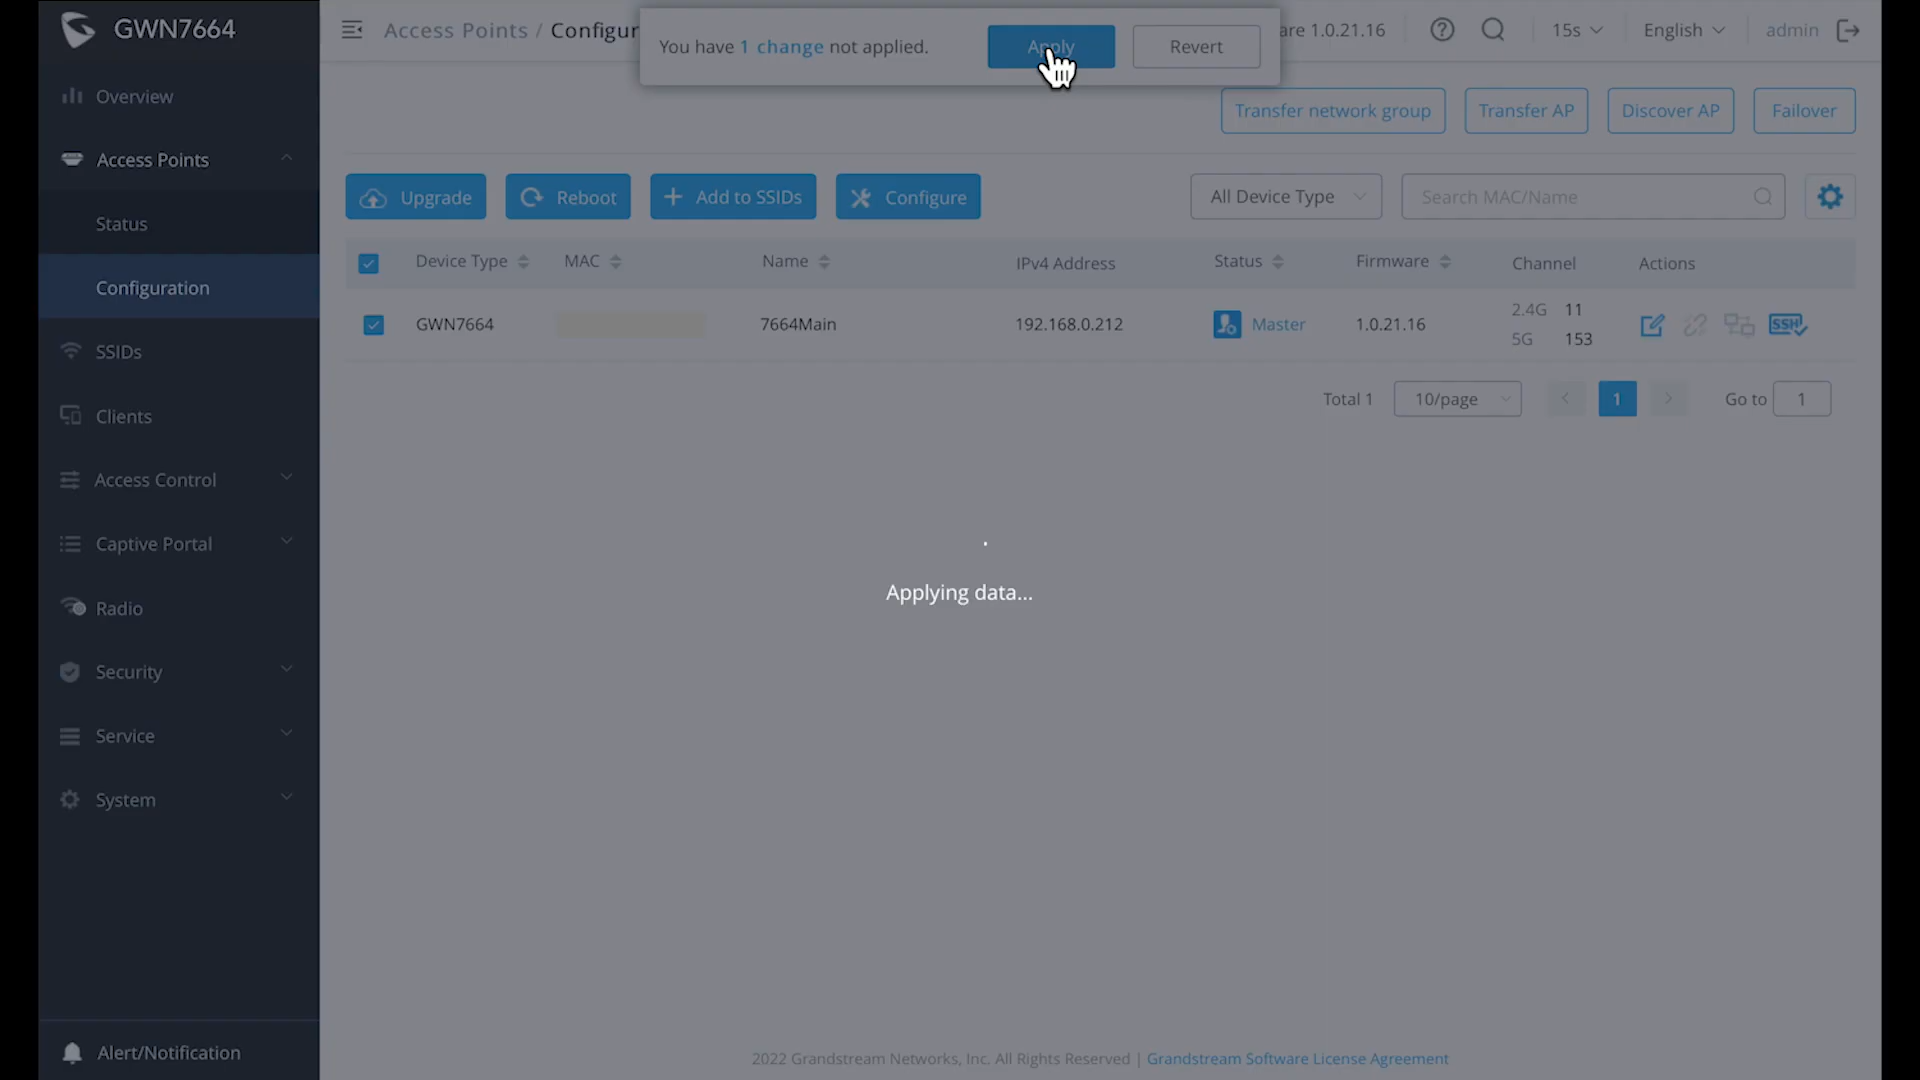 GWN7664
Access Points / Configur
You have 1 change not applied.
Apply
Revert
are 1.0.21.16
15s
English
admin
Overview
Access Points
Status
Configuration
SSIDs
Clients
Access Control
Captive Portal
Radio
Security
Service
System
Alert/Notification
Transfer network group
Transfer AP
Discover AP
Failover
Upgrade
Reboot
Add to SSIDs
Configure
All Device Type
Search MAC/Name
Device Type MAC Name IPv4 Address Status Firmware Channel Actions
GWN7664 7664Main 192.168.0.212 Master 1.0.21.16 2.4G 11
5G 153
SSH
Total 1 10/page 1 Go to 1
Applying data...
2022 Grandstream Networks, Inc. All Rights Reserved | Grandstream Software License Agreement